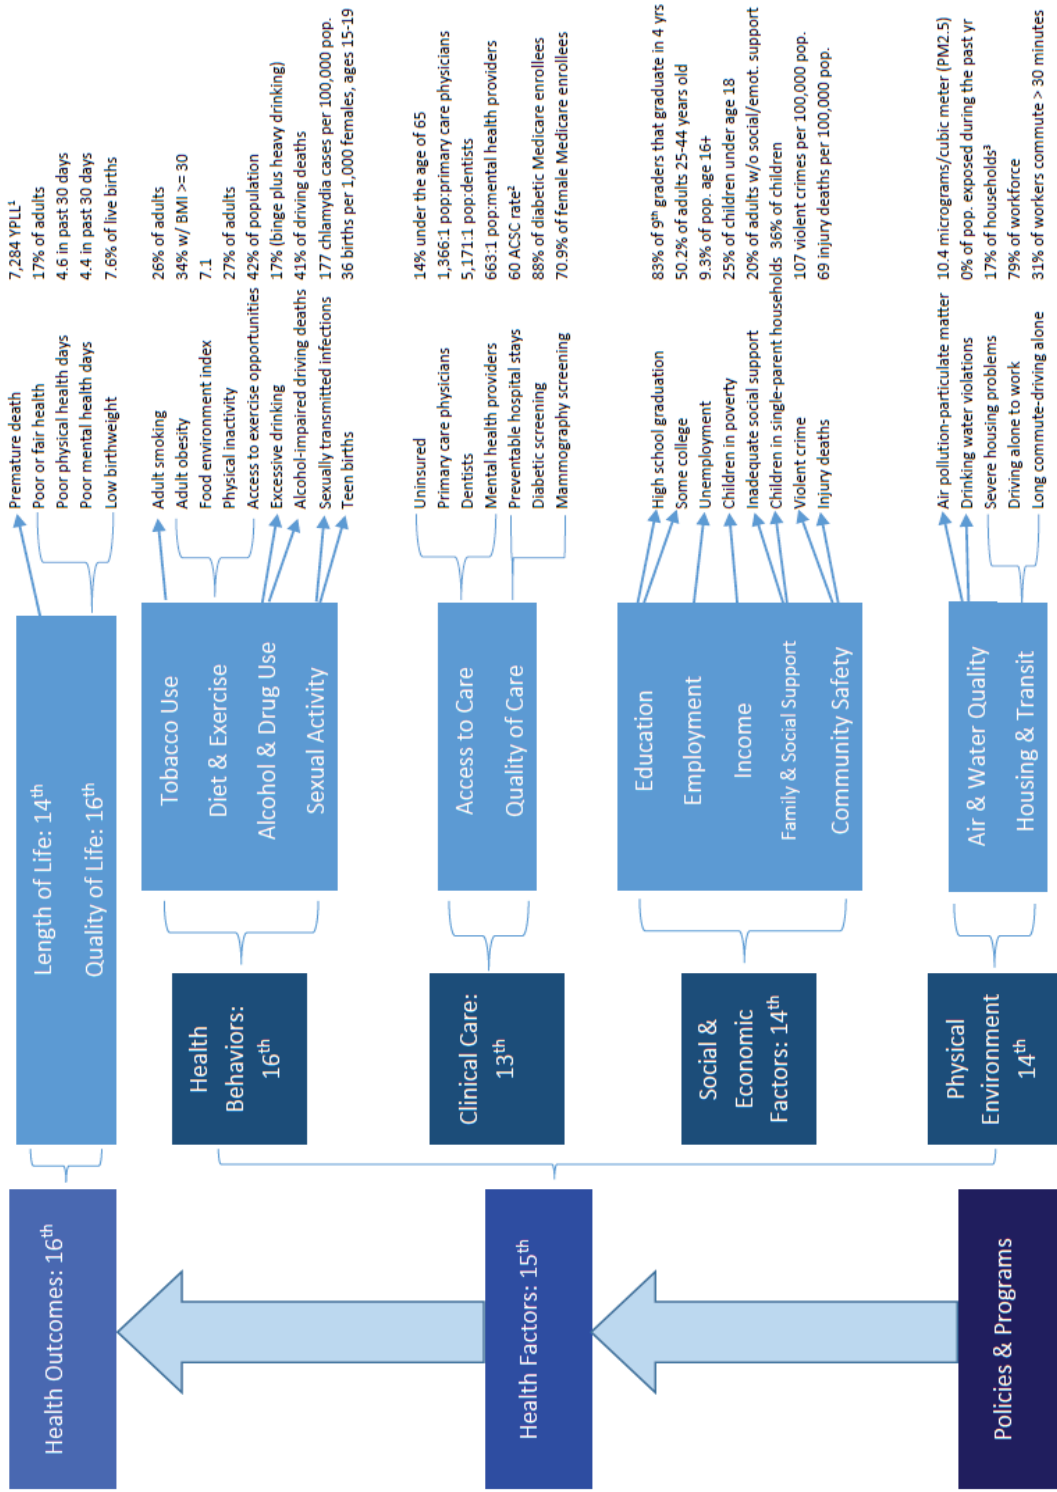 Health Outcomes: 16th
Length of Life: 14th
Quality of Life: 16th
Premature death 7,284 YPLL¹
Poor or fair health 17% of adults
Poor physical health days 4.6 in past 30 days
Poor mental health days 4.4 in past 30 days
Low birthweight 7.6% of live births
Health Factors: 15th
Health
Behaviors:
16th
Tobacco Use
Diet & Exercise
Alcohol & Drug Use
Sexual Activity
Adult smoking 26% of adults
Adult obesity 34% w/ BMI >= 30
Food environment index 7.1
Physical inactivity 27% of adults
Access to exercise opportunities 42% of population
Excessive drinking 17% (binge plus heavy drinking)
Alcohol-impaired driving deaths 41% of driving deaths
Sexually transmitted infections 177 chlamydia cases per 100,000 pop.
Teen births 36 births per 1,000 females, ages 15-19
Clinical Care:
13th
Access to Care
Quality of Care
Uninsured 14% under the age of 65
Primary care physicians 1,366:1 pop:primary care physicians
Dentists 5,171:1 pop:dentists
Mental health providers 663:1 pop:mental health providers
Preventable hospital stays 60 ACSC rate²
Diabetic screening 88% of diabetic Medicare enrollees
Mammography screening 70.9% of female Medicare enrollees
Social &
Economic
Factors: 14th
Education
Employment
Income
Family & Social Support
Community Safety
High school graduation 83% of 9th graders that graduate in 4 yrs
Some college 50.2% of adults 25-44 years old
Unemployment 9.3% of pop. age 16+
Children in poverty 25% of children under age 18
Inadequate social support 20% of adults w/o social/emot. support
Children in single-parent households 36% of children
Violent crime 107 violent crimes per 100,000 pop.
Injury deaths 69 injury deaths per 100,000 pop.
Physical
Environment
14th
Air & Water Quality
Housing & Transit
Air pollution-particulate matter 10.4 micrograms/cubic meter (PM2.5)
Drinking water violations 0% of pop. exposed during the past yr
Severe housing problems 17% of households³
Driving alone to work 79% of workforce
Long commute-driving alone 31% of workers commute > 30 minutes
Policies & Programs